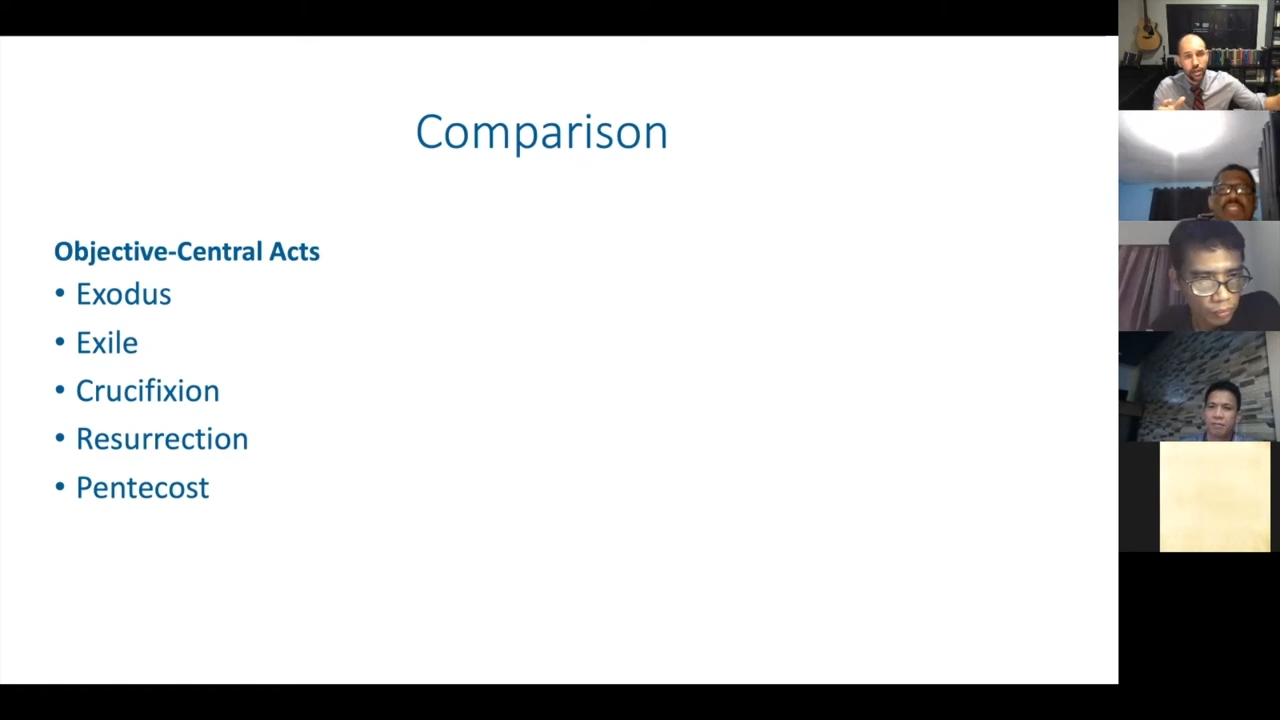 Comparison
Objective-Central Acts
• Exodus
• Exile
• Crucifixion
• Resurrection
• Pentecost